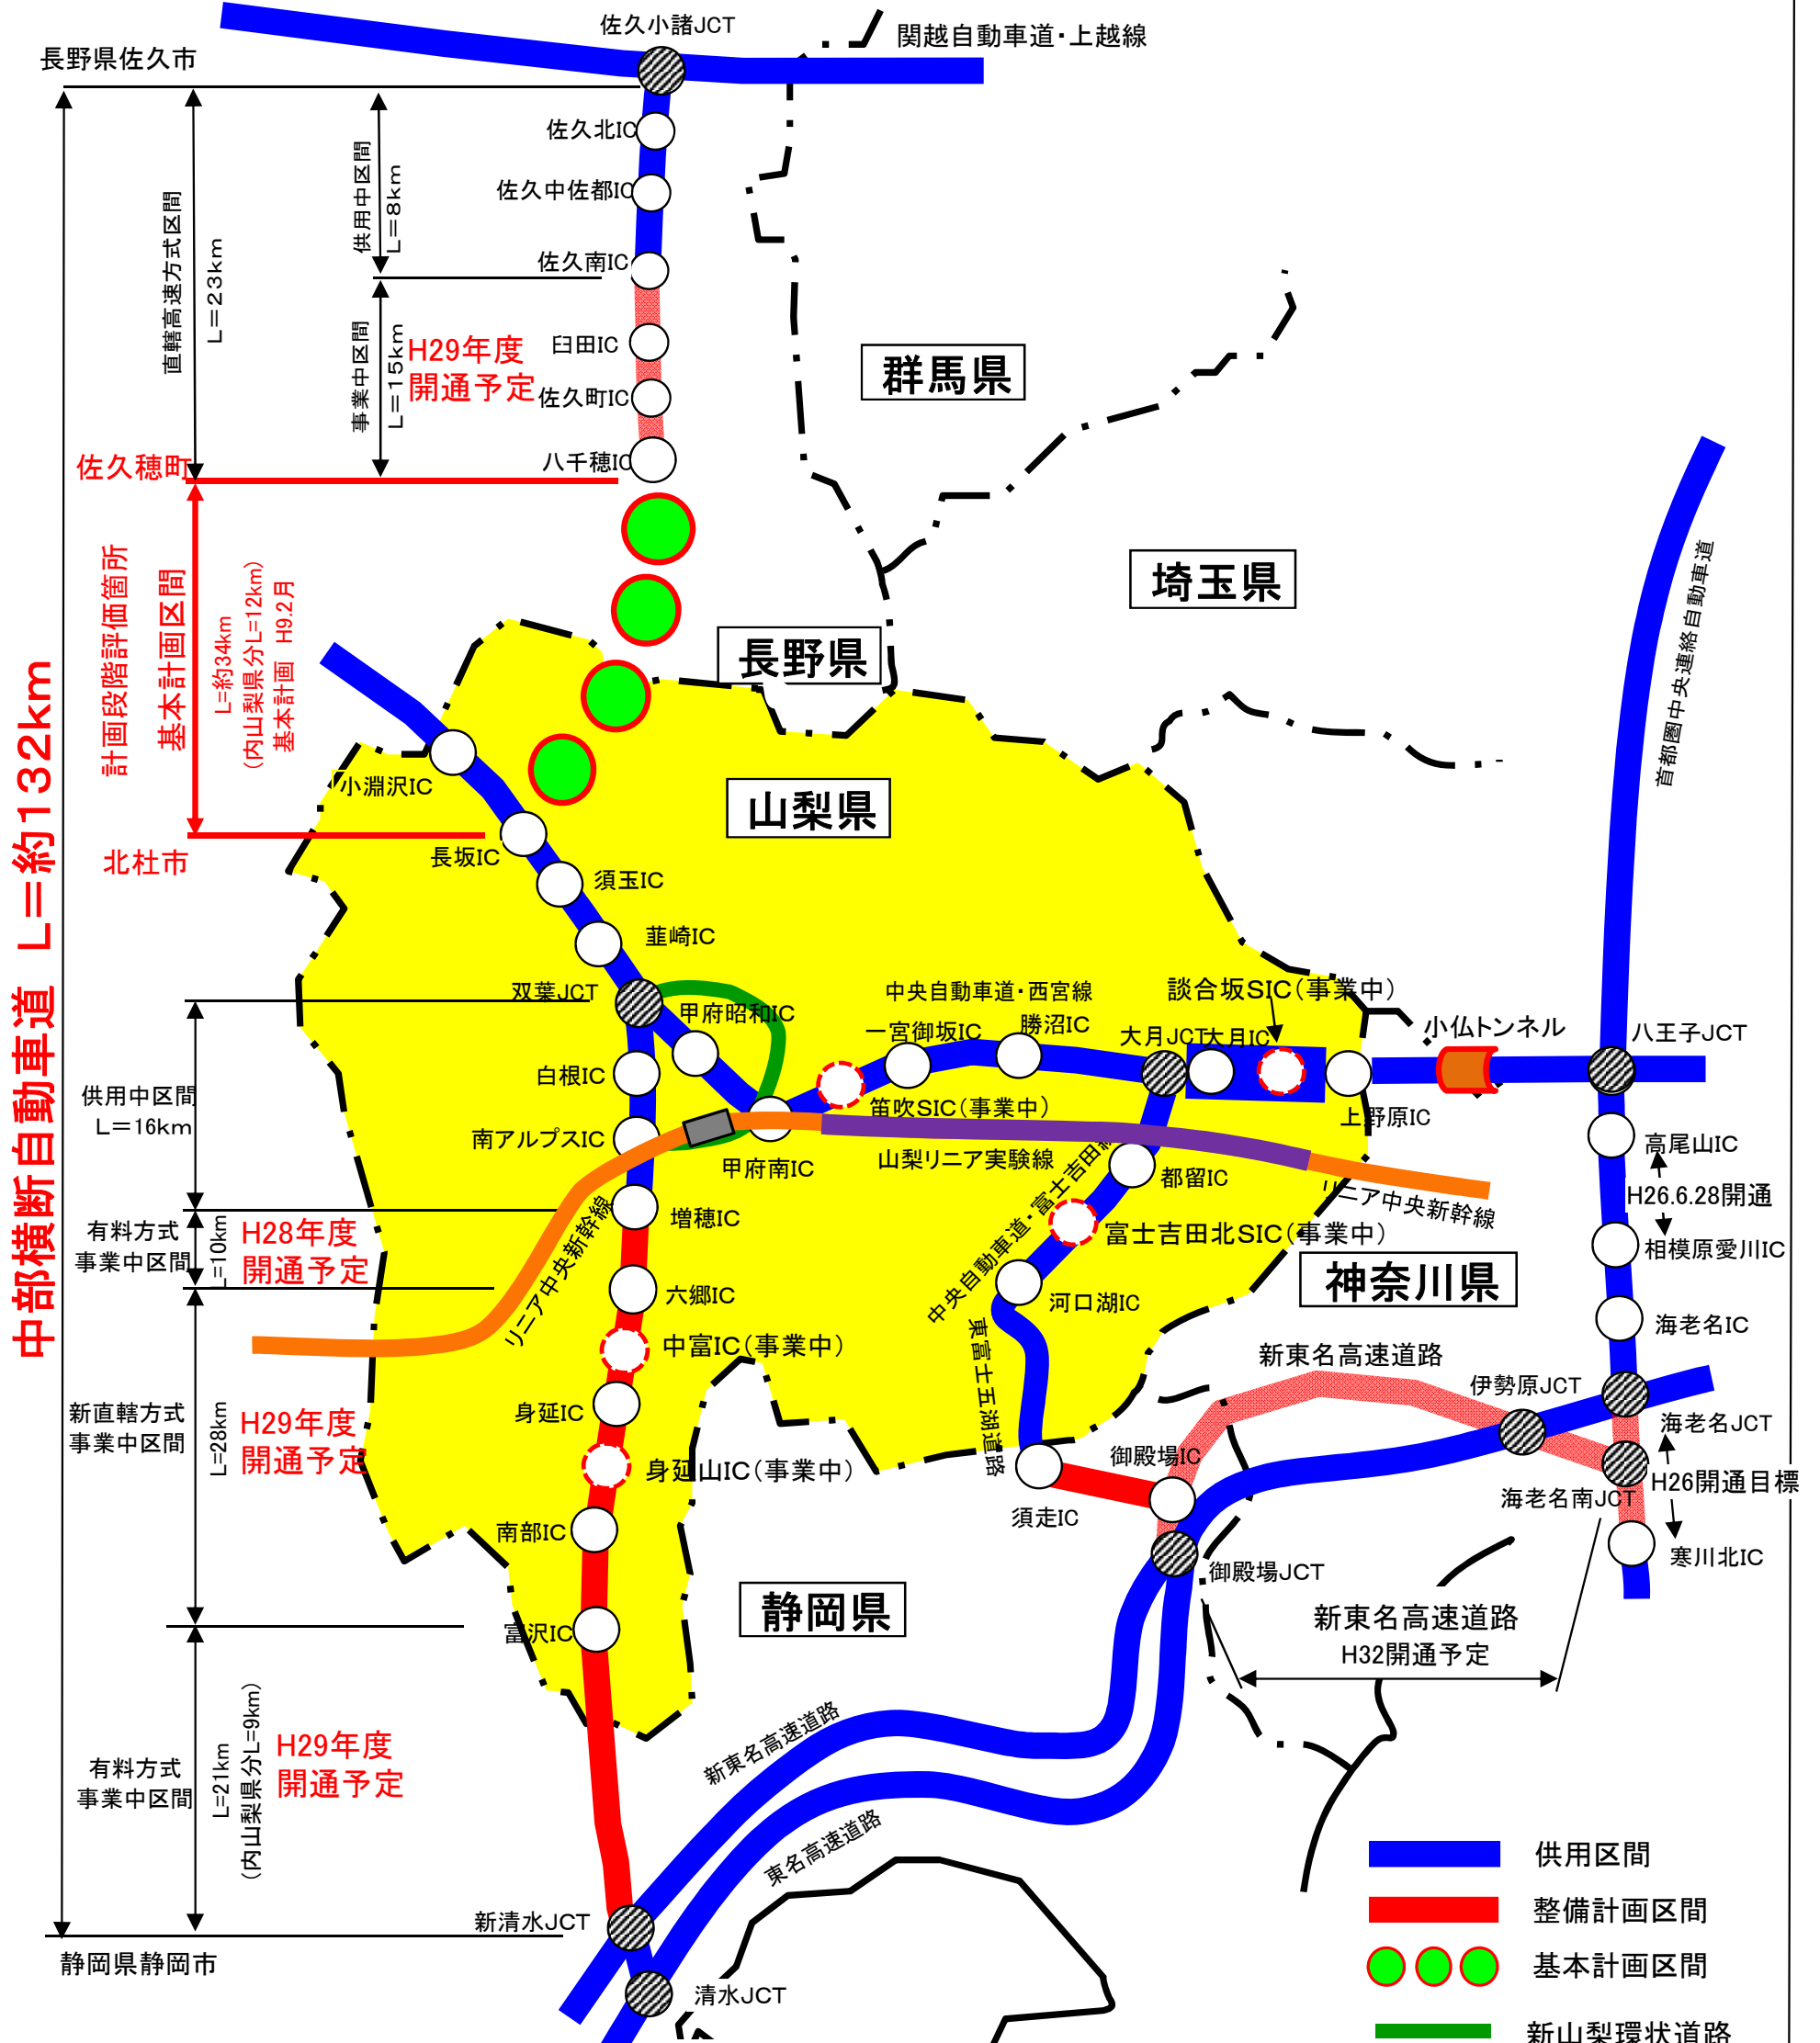 佐久小諸JCT
関越自動車道・上越線
長野県佐久市
佐久北IC
佐久中佐都IC
供用中区間
L=8km
直轄高速方式区間
L=23km
佐久南IC
事業中区間
L=15km
H29年度
開通予定
臼田IC
佐久町IC
八千穂IC
佐久穂町
群馬県
埼玉県
長野県
山梨県
神奈川県
静岡県
計画段階評価箇所
基本計画区間
L=約34km
(内山梨県分L=12km)
基本計画 H9.2月
北杜市
中部横断自動車道 L=約132km
首都圏中央連絡自動車道
小淵沢IC
長坂IC
須玉IC
韮崎IC
双葉JCT
甲府昭和IC
中央自動車道・西宮線
一宮御坂IC
勝沼IC
大月JCT
大月IC
談合坂SIC(事業中)
小仏トンネル
八王子JCT
上野原IC
白根IC
南アルプス IC
甲府南IC
笛吹SIC(事業中)
山梨リニア実験線
リニア中央新幹線
供用中区間
L=16km
増穂IC
リニア中央新幹線
都留IC
中央自動車道・富士吉田線
富士吉田北SIC(事業中)
河口湖IC
東富士五湖道路
高尾山IC
H26.6.28開通
相模原愛川IC
海老名IC
有料方式
事業中区間
L=10km
H28年度
開通予定
六郷IC
中富IC(事業中)
身延IC
身延山IC(事業中)
南部IC
富沢IC
新直轄方式
事業中区間
L=28km
H29年度
開通予定
新東名高速道路
伊勢原JCT
海老名JCT
海老名南JCT
H26開通目標
寒川北IC
御殿場IC
須走IC
御殿場JCT
新東名高速道路
H32開通予定
有料方式
事業中区間
L=21km
(内山梨県分L=9km)
H29年度
開通予定
新東名高速道路
東名高速道路
新清水JCT
静岡県静岡市
清水JCT
供用区間
整備計画区間
基本計画区間
新山梨環状道路